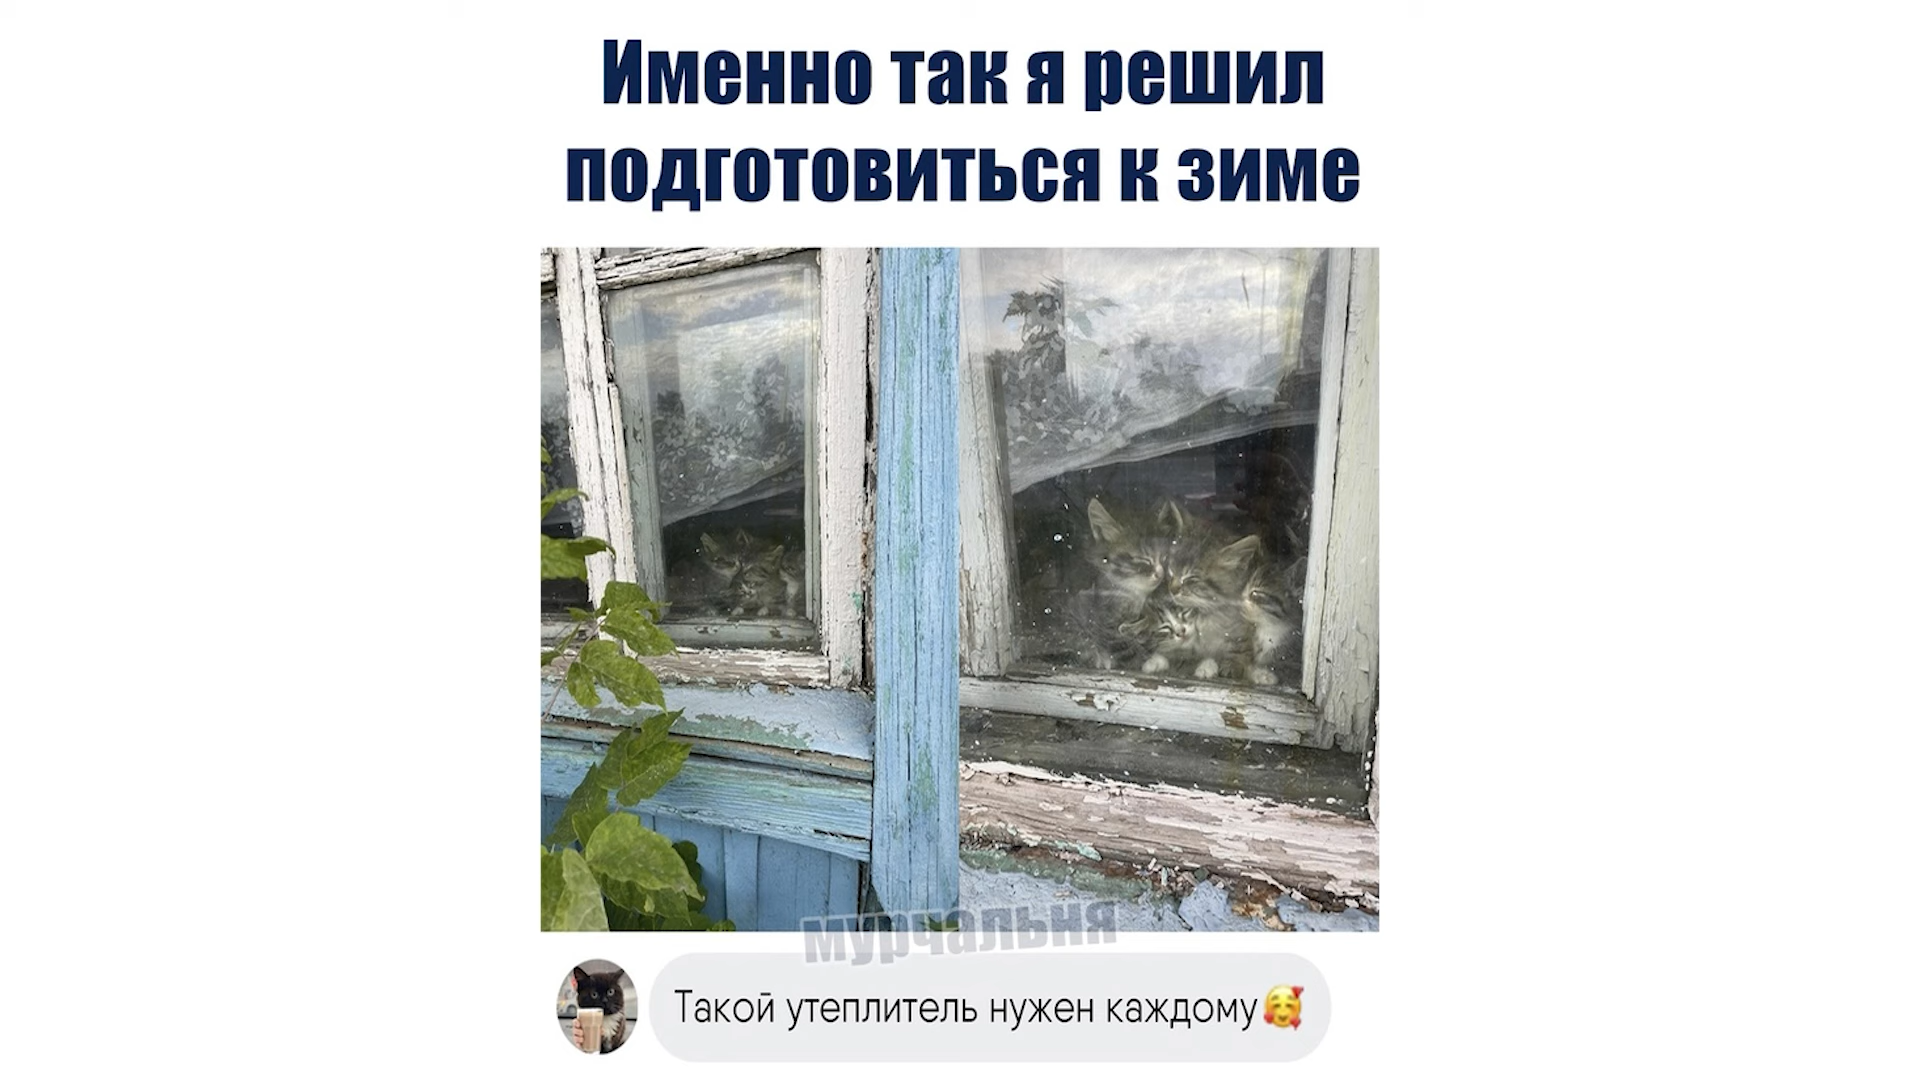 Именно так я решил
подготовиться к зиме
мурчальня
Такой утеплитель нужен каждому🥰